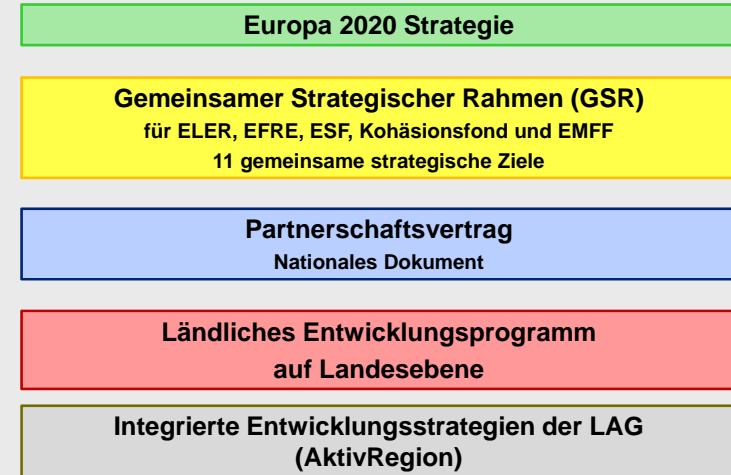 Europa 2020 Strategie
Gemeinsamer Strategischer Rahmen (GSR)
für ELER, EFRE, ESF, Kohäsionsfond und EMFF
11 gemeinsame strategische Ziele
Partnerschaftsvertrag
Nationales Dokument
Ländliches Entwicklungsprogramm
auf Landesebene
Integrierte Entwicklungsstrategien der LAG
(AktivRegion)